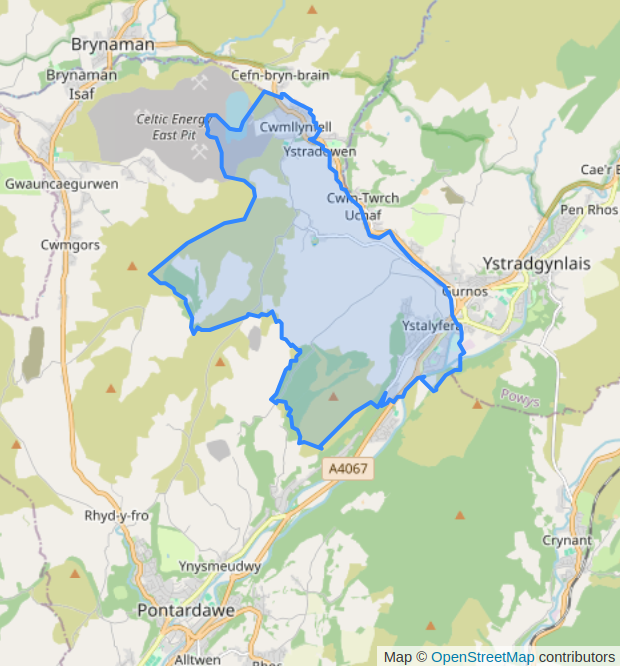 Brynaman
Cefn-bryn-brain
Brynaman
Isaf
Celtic Energy
East Pit
Cwmllynfell
Ystradowen
Cae'r B
Gwauncaegurwen
Cwm-Twrch
Uchaf
Pen Rhos
Cwmgors
Ystradgynlais
Gurnos
Ystalyfera
Powys
A4067
Rhyd-y-fro
Crynant
Ynysmeudwy
Pontardawe
Alltwen
Rhos
Map © OpenStreetMap contributors